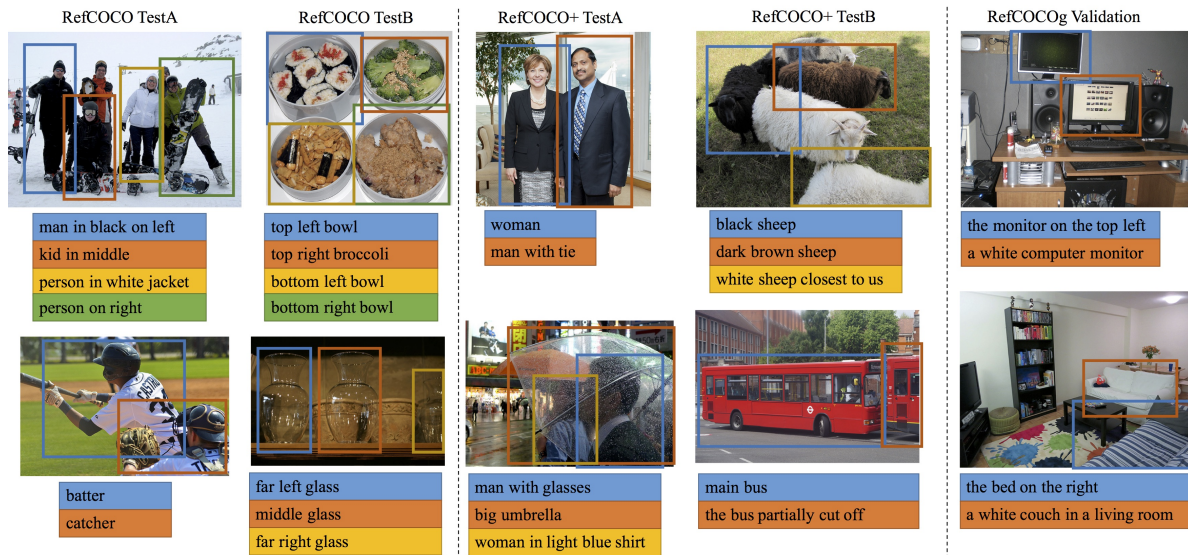 RefCOCO TestA
RefCOCO TestB
RefCOCO+ TestA
RefCOCO+ TestB
RefCOCOg Validation
man in black on left
kid in middle
person in white jacket
person on right
top left bowl
top right broccoli
bottom left bowl
bottom right bowl
woman
man with tie
black sheep
dark brown sheep
white sheep closest to us
the monitor on the top left
a white computer monitor
CASTRO
batter
catcher
far left glass
middle glass
far right glass
man with glasses
big umbrella
woman in light blue shirt
main bus
the bus partially cut off
the bed on the right
a white couch in a living room